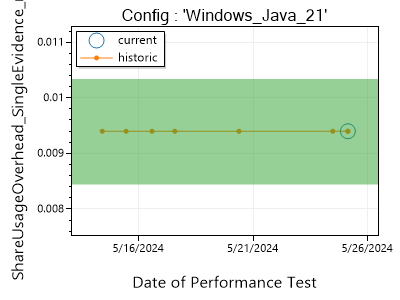 Config : 'Windows_Java_21'
current
historic
0.011
0.01
0.009
0.008
ShareUsageOverhead_SingleEvidence_
5/16/2024
5/21/2024
5/26/2024
Date of Performance Test